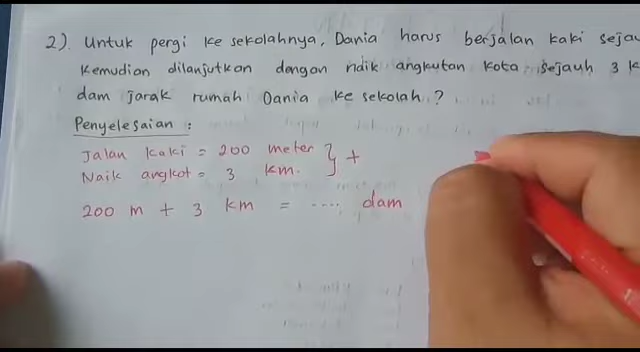 2) Untuk pergi ke sekolahnya, Dania harus berjalan kaki
Kemudian dilanjutkan dengan naik angkutan kota sejauh 3
dam jarak rumah Dania ke sekolah?
Penyelesaian :
Jalan kaki = 200 meter } +
Naik angkot = 3 km.
200 m + 3 km = .... dam